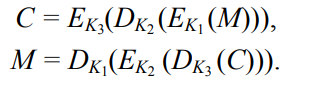 C = E_{K_3}(D_{K_2}(E_{K_1}(M))),
M = D_{K_1}(E_{K_2}(D_{K_3}(C))).